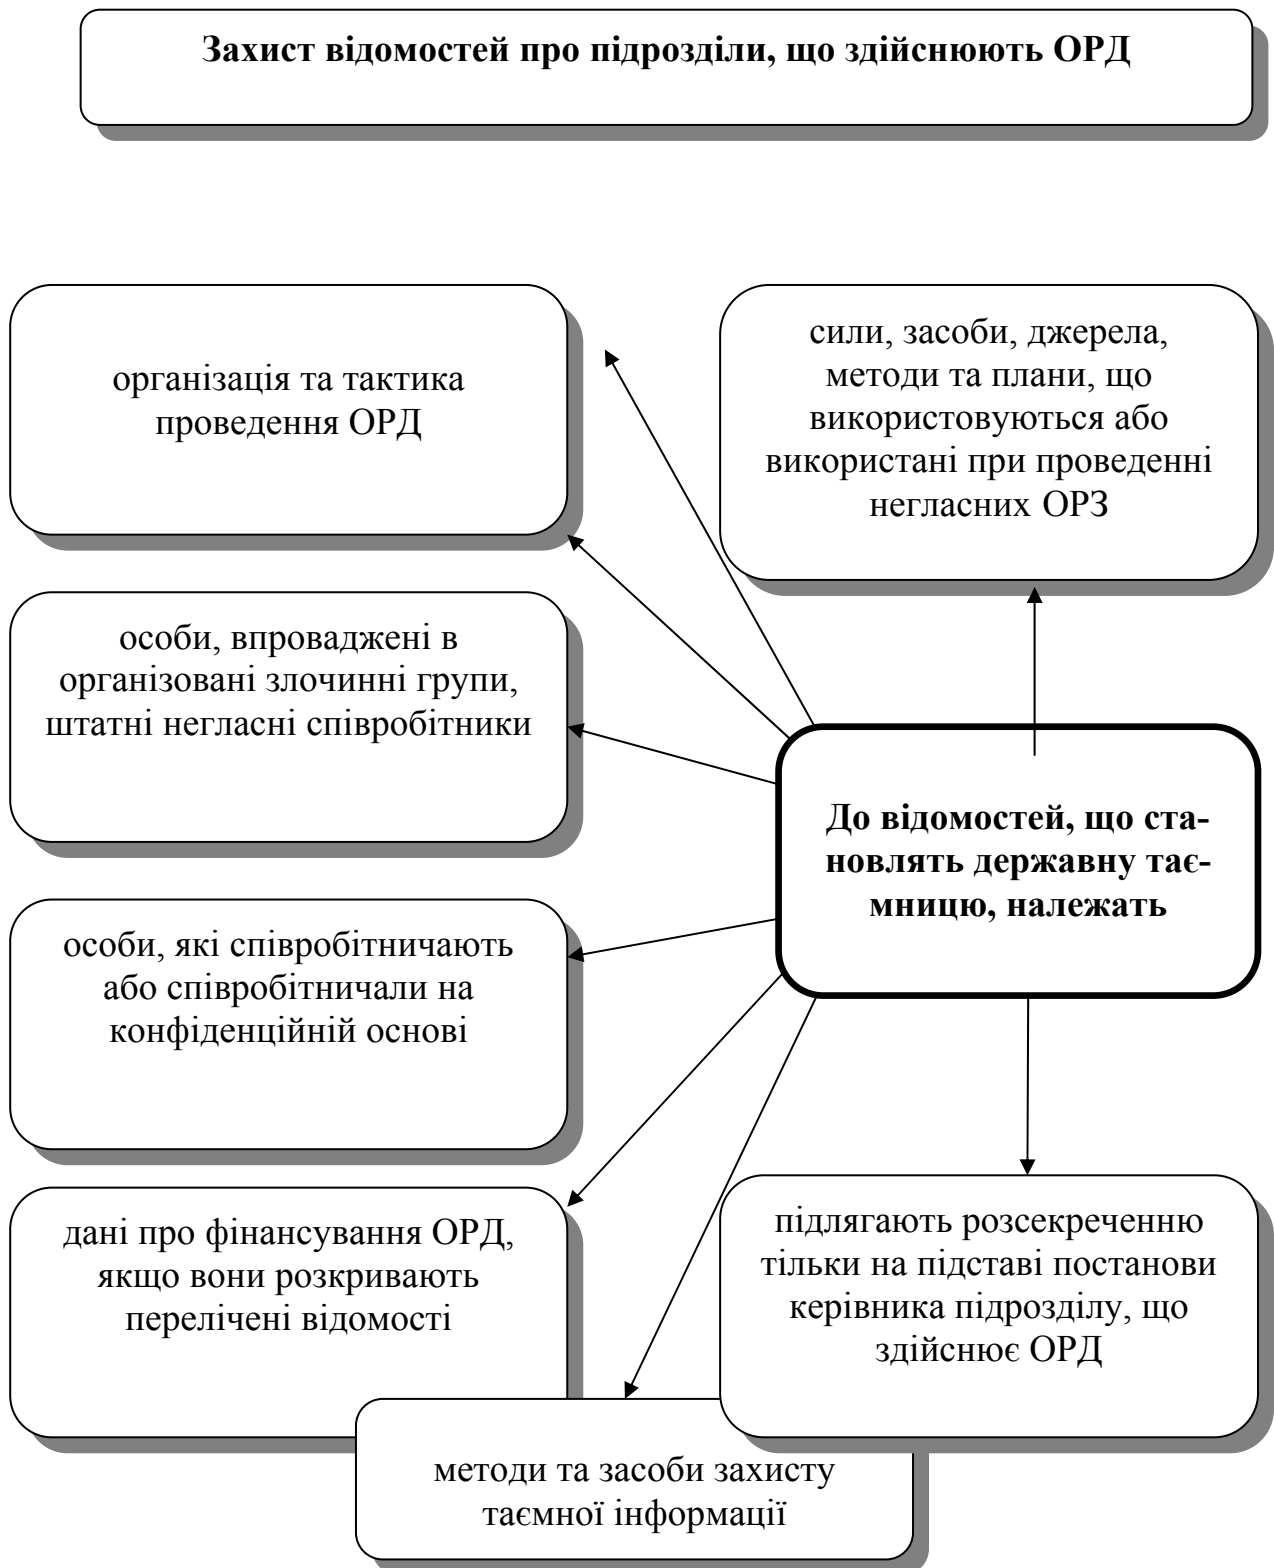 Захист відомостей про підрозділи, що здійснюють ОРД
організація та тактика
проведення ОРД
сили, засоби, джерела,
методи та плани, що
використовуються або
використані при проведенні
негласних ОРЗ
особи, впроваджені в
організовані злочинні групи,
штатні негласні співробітники
До відомостей, що ста-
новлять державну тає-
мницю, належать
особи, які співробітничають
або співробітничали на
конфіденційній основі
дані про фінансування ОРД,
якщо вони розкривають
перелічені відомості
підлягають розсекреченню
тільки на підставі постанови
керівника підрозділу, що
здійснює ОРД
методи та засоби захисту
таємної інформації